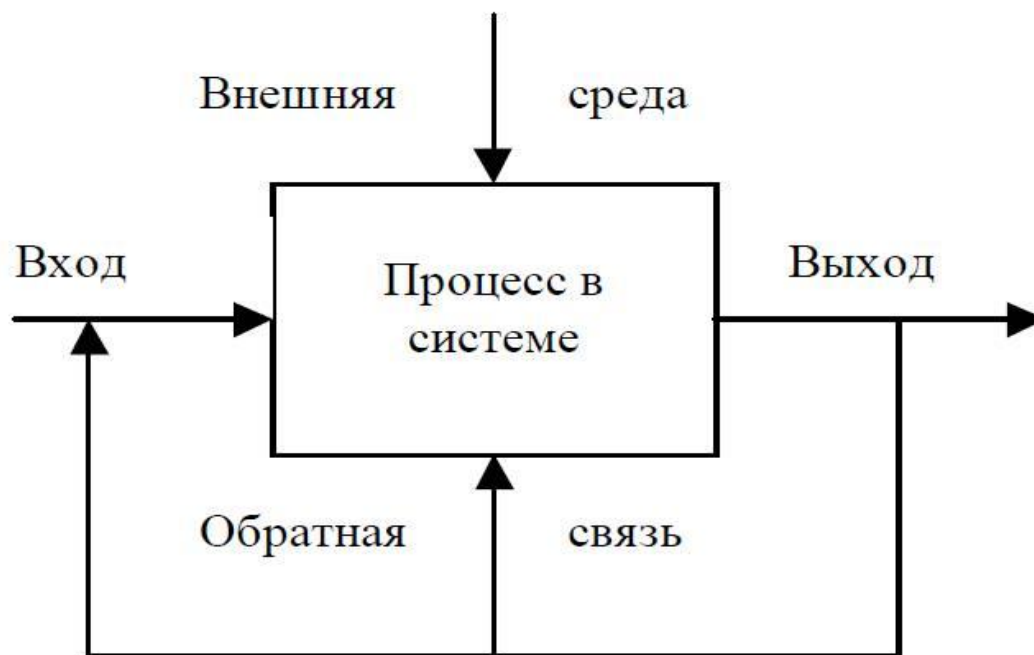 Внешняя среда
Вход
Процесс в
системе
Выход
Обратная связь